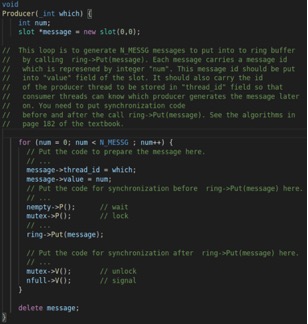 void
Producer(_int which) {
int num;
slot *message = new slot(0,0);
// This loop is to generate N_MESSG messages to put into to ring buffer
// by calling ring->Put(message). Each message carries a message id
// which is represened by integer "num". This message id should be put
// into "value" field of the slot. It should also carry the id
// of the producer thread to be stored in "thread_id" field so that
// consumer threads can know which producer generates the message later
// on. You need to put synchronization code
// before and after the call ring->Put(message). See the algorithms in
// page 182 of the textbook.
for (num = 0; num < N_MESSG ; num++) {
// Put the code to prepare the message here.
// ...
message->thread_id = which;
message->value = num;
// Put the code for synchronization before ring->Put(message) here.
// ...
nempty->P(); // wait
mutex->P(); // lock
// ...
ring->Put(message);
// Put the code for synchronization after ring->Put(message) here.
// ...
mutex->V(); // unlock
nfull->V(); // signal
}
delete message;
}